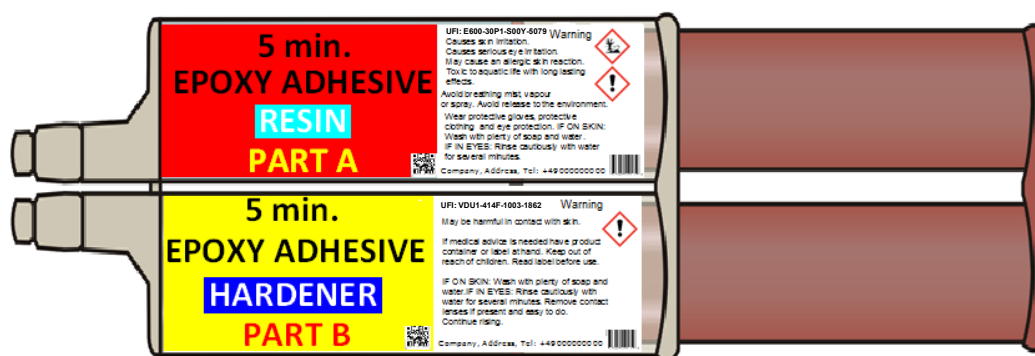 5 min.
EPOXY ADHESIVE
RESIN
PART A
UFI: E600-30P1-S00Y-5079 Warning
Causes skin irritation.
Causes serious eye irritation.
May cause an allergic skin reaction.
Toxic to aquatic life with long lasting
effects.
Avoid breathing mist, vapour
or spray. Avoid release to the environment.
Wear protective gloves, protective
clothing and eye protection. IF ON SKIN:
Wash with plenty of soap and water.
IF IN EYES: Rinse cautiously with water
for several minutes.
Company, Address, Tel: +49000000000
5 min.
EPOXY ADHESIVE
HARDENER
PART B
UFI: VDU1-414F-1003-1862 Warning
May be harmful in contact with skin.
If medical advice is needed have product
container or label at hand. Keep out of
reach of children. Read label before use.
IF ON SKIN: Wash with plenty of soap and
water.IF IN EYES: Rinse cautiously with
water for several minutes. Remove contact
lenses if present and easy to do.
Continue rising.
Company, Address, Tel: +49000000000